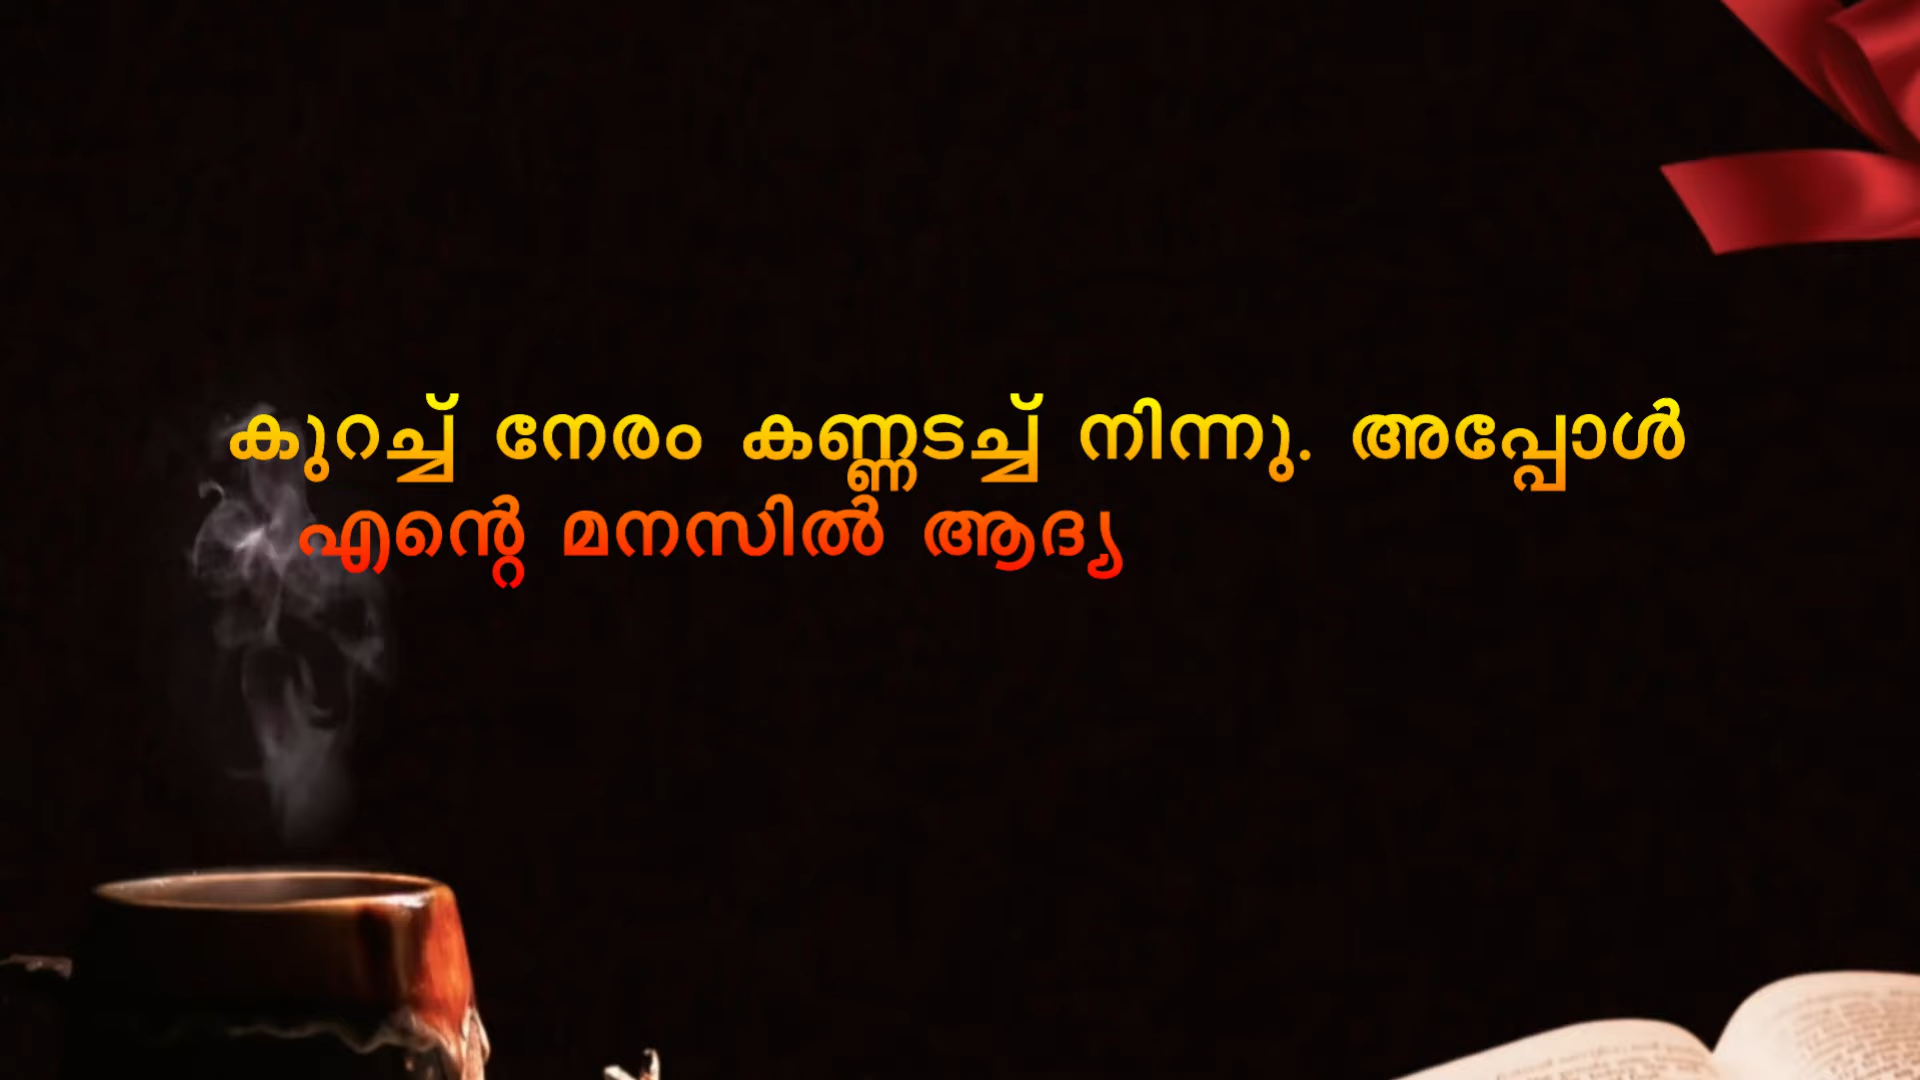 കുറച്ച് നേരം കണ്ണടച്ച് നിന്നു. അപ്പോൾ
എന്റെ മനസിൽ ആദ്യ